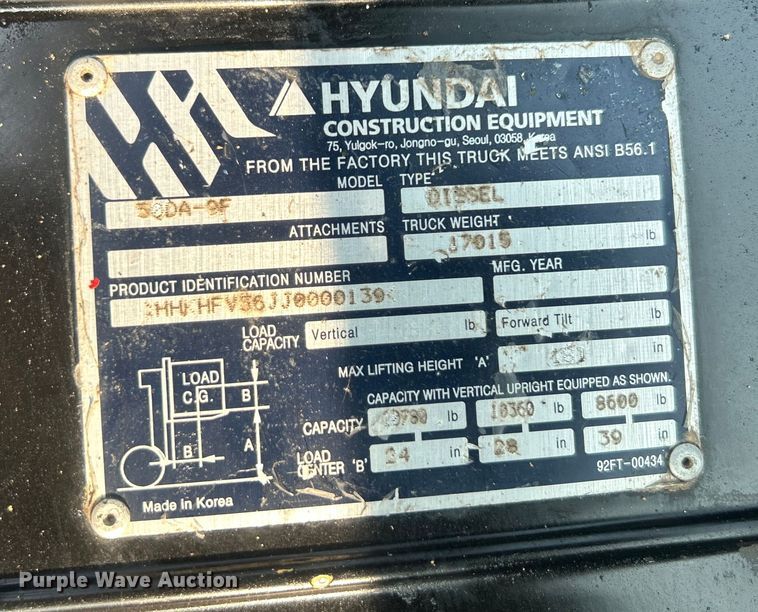 HYUNDAI
CONSTRUCTION EQUIPMENT
75, Yulgok-ro, Jongno-gu, Seoul, 03058, Korea
FROM THE FACTORY THIS TRUCK MEETS ANSI B56.1
MODEL TYPE
50DA-9F DIESEL
ATTACHMENTS TRUCK WEIGHT
17015 lb
PRODUCT IDENTIFICATION NUMBER MFG. YEAR
LOAD CAPACITY Vertical lb Forward Tilt lb
MAX LIFTING HEIGHT 'A' in
CAPACITY WITH VERTICAL UPRIGHT EQUIPPED AS SHOWN.
CAPACITY lb 10360 lb 8600 lb
LOAD CENTER 'B' 24 in 28 in 39 in
92FT-00434
LOAD
C.G.
B
A
B
Made in Korea
Purple Wave Auction